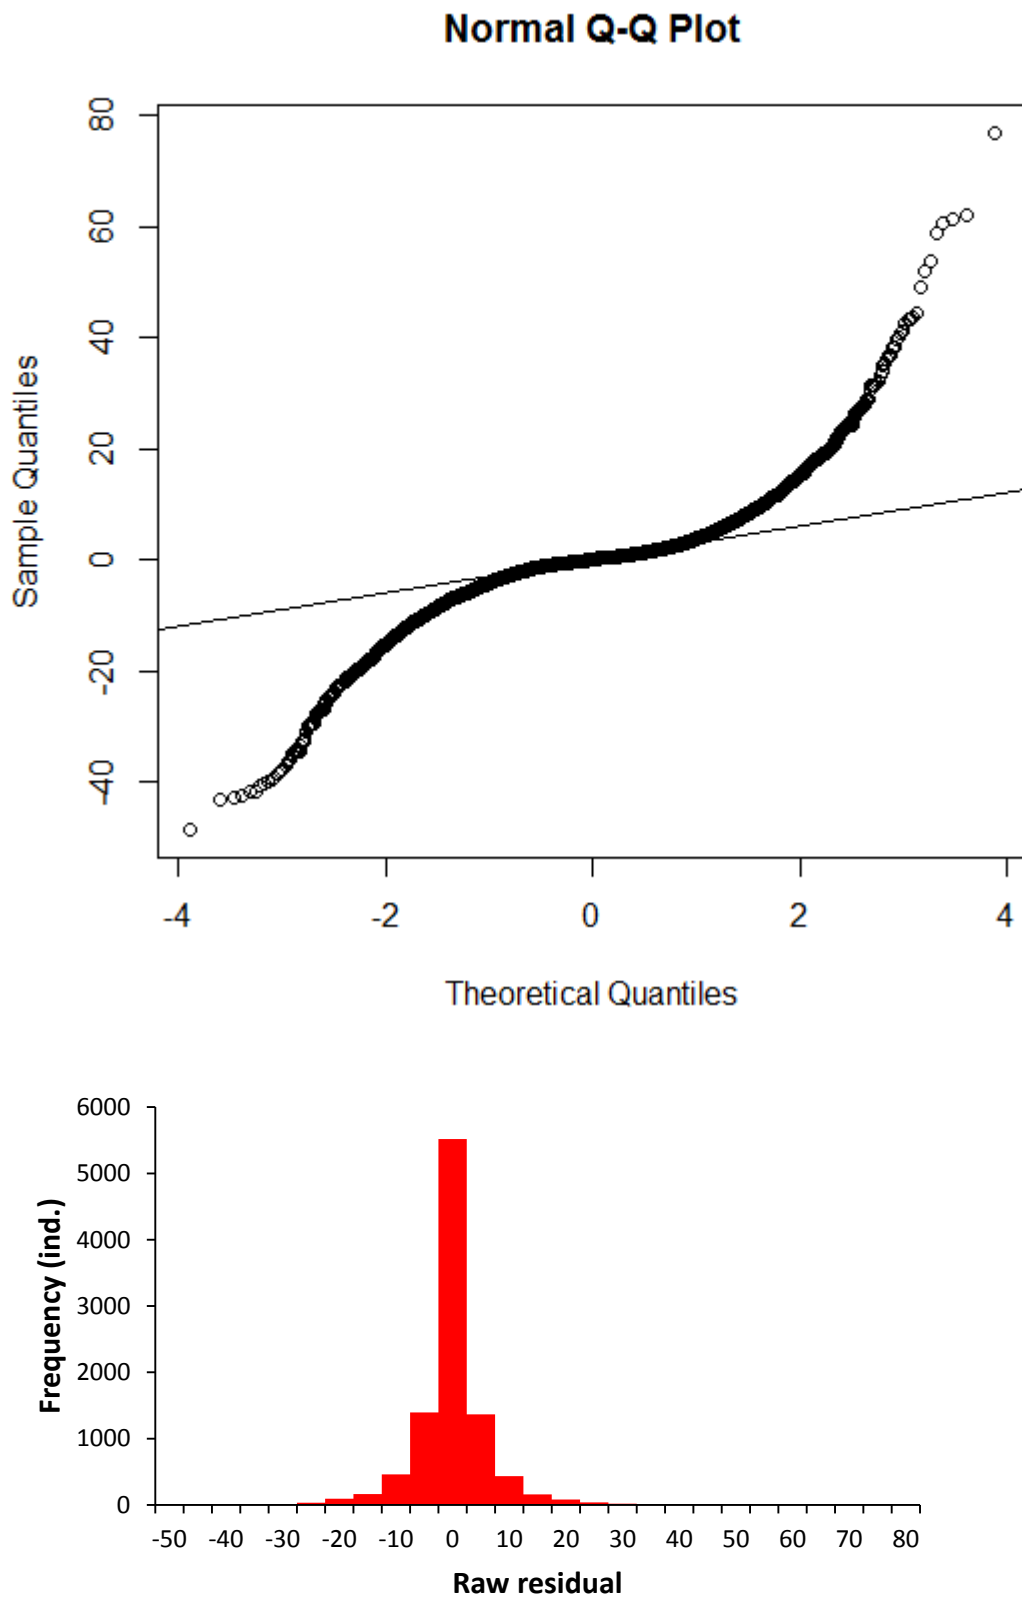 Normal Q-Q Plot
80
60
40
20
0
-20
-40
Sample Quantiles
-4 -2 0 2 4
Theoretical Quantiles
6000
5000
4000
3000
2000
1000
0
Frequency (ind.)
-50 -40 -30 -20 -10 0 10 20 30 40 50 60 70 80
Raw residual